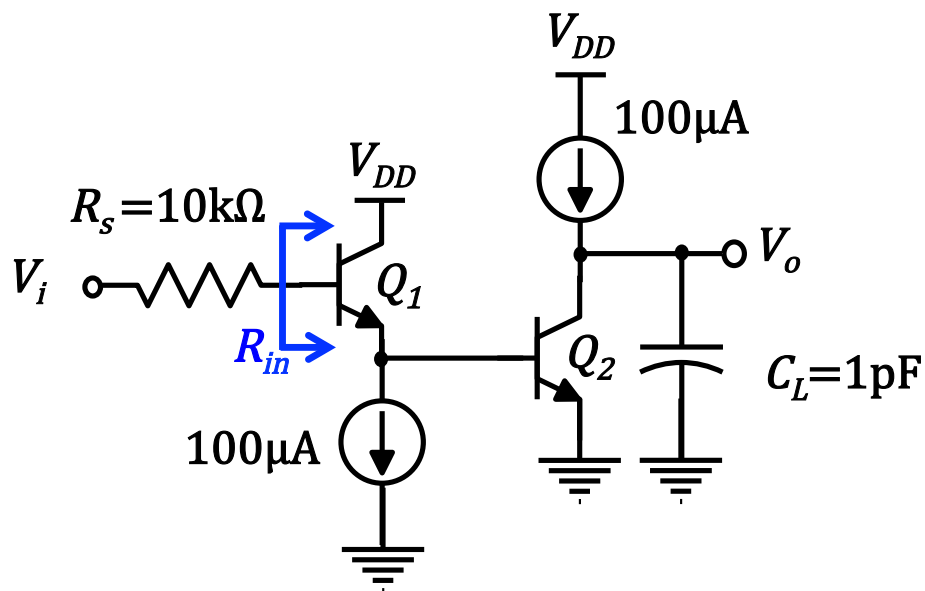 V_DD
100μA
V_DD
R_s=10kΩ
V_i
Q_1
V_o
R_in
Q_2
C_L=1pF
100μA